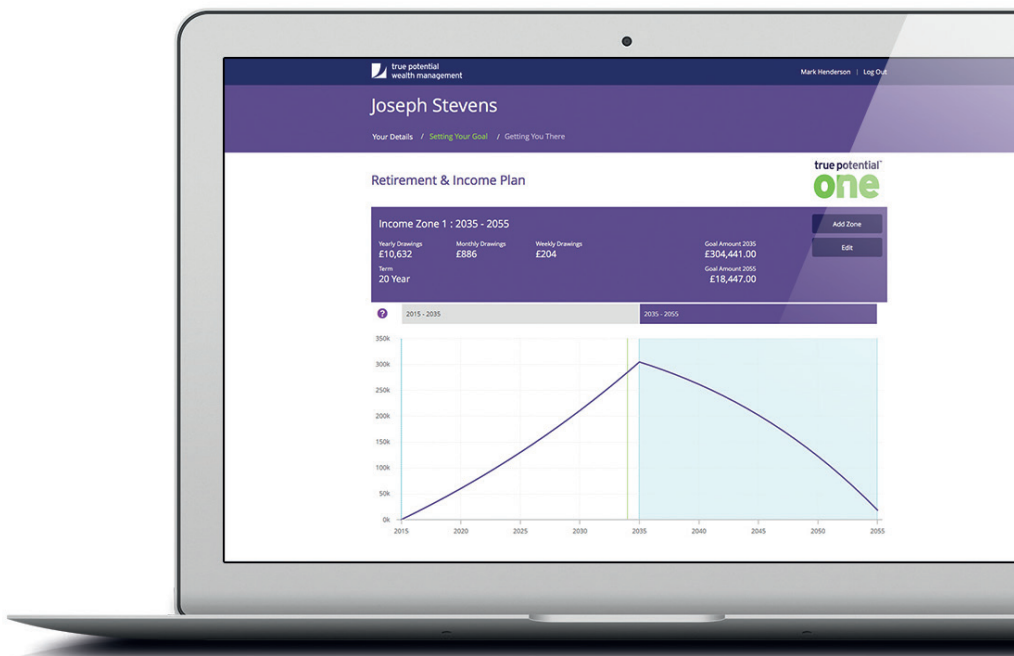 true potential
wealth management
Mark Henderson | Log Out
Joseph Stevens
Your Details / Setting Your Goal / Getting You There
true potential
one
Retirement & Income Plan
Income Zone 1 : 2035 - 2055
Add Zone
Yearly Drawings Monthly Drawings Weekly Drawings Goal Amount 2035
£10,632 £886 £204 £304,441.00
Edit
Term Goal Amount 2055
20 Year £18,447.00
? 2015 - 2035 2035 - 2055
350k
300k
250k
200k
150k
100k
50k
0k
2015 2020 2025 2030 2035 2040 2045 2050 2055